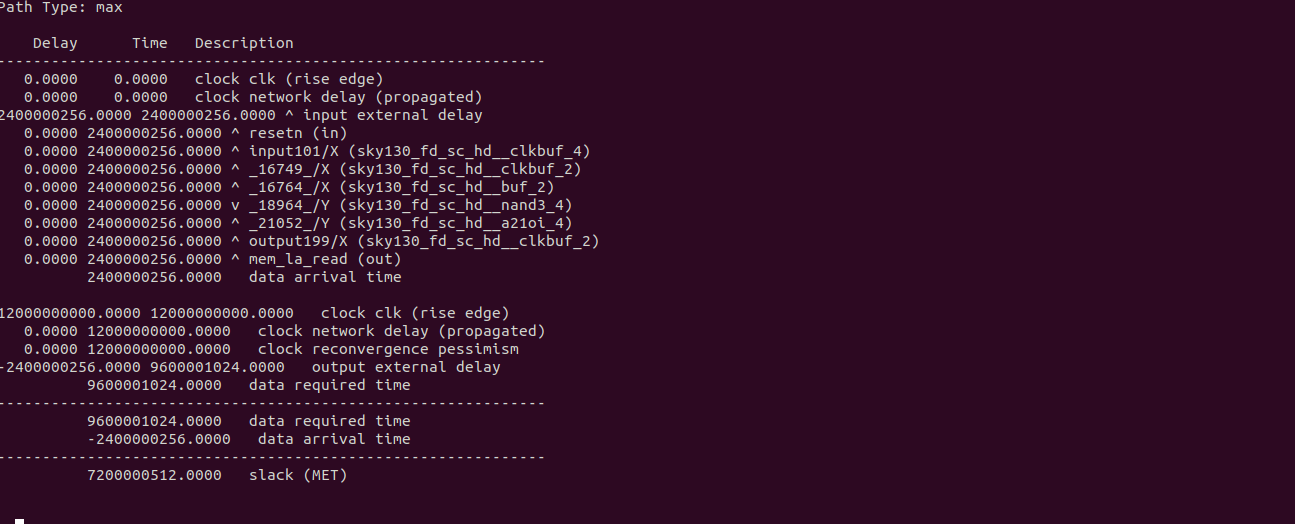 Path Type: max
Delay Time Description
-------------------------------------------------------------
0.0000 0.0000 clock clk (rise edge)
0.0000 0.0000 clock network delay (propagated)
2400000256.0000 2400000256.0000 ^ input external delay
0.0000 2400000256.0000 ^ resetn (in)
0.0000 2400000256.0000 ^ input101/X (sky130_fd_sc_hd__clkbuf_4)
0.0000 2400000256.0000 ^ _16749_/X (sky130_fd_sc_hd__clkbuf_2)
0.0000 2400000256.0000 ^ _16764_/X (sky130_fd_sc_hd__buf_2)
0.0000 2400000256.0000 v _18964_/Y (sky130_fd_sc_hd__nand3_4)
0.0000 2400000256.0000 ^ _21052_/Y (sky130_fd_sc_hd__a21oi_4)
0.0000 2400000256.0000 ^ output199/X (sky130_fd_sc_hd__clkbuf_2)
0.0000 2400000256.0000 ^ mem_la_read (out)
2400000256.0000 data arrival time
12000000000.0000 12000000000.0000 clock clk (rise edge)
0.0000 12000000000.0000 clock network delay (propagated)
0.0000 12000000000.0000 clock reconvergence pessimism
-2400000256.0000 9600001024.0000 output external delay
9600001024.0000 data required time
-------------------------------------------------------------
9600001024.0000 data required time
-2400000256.0000 data arrival time
-------------------------------------------------------------
7200000512.0000 slack (MET)